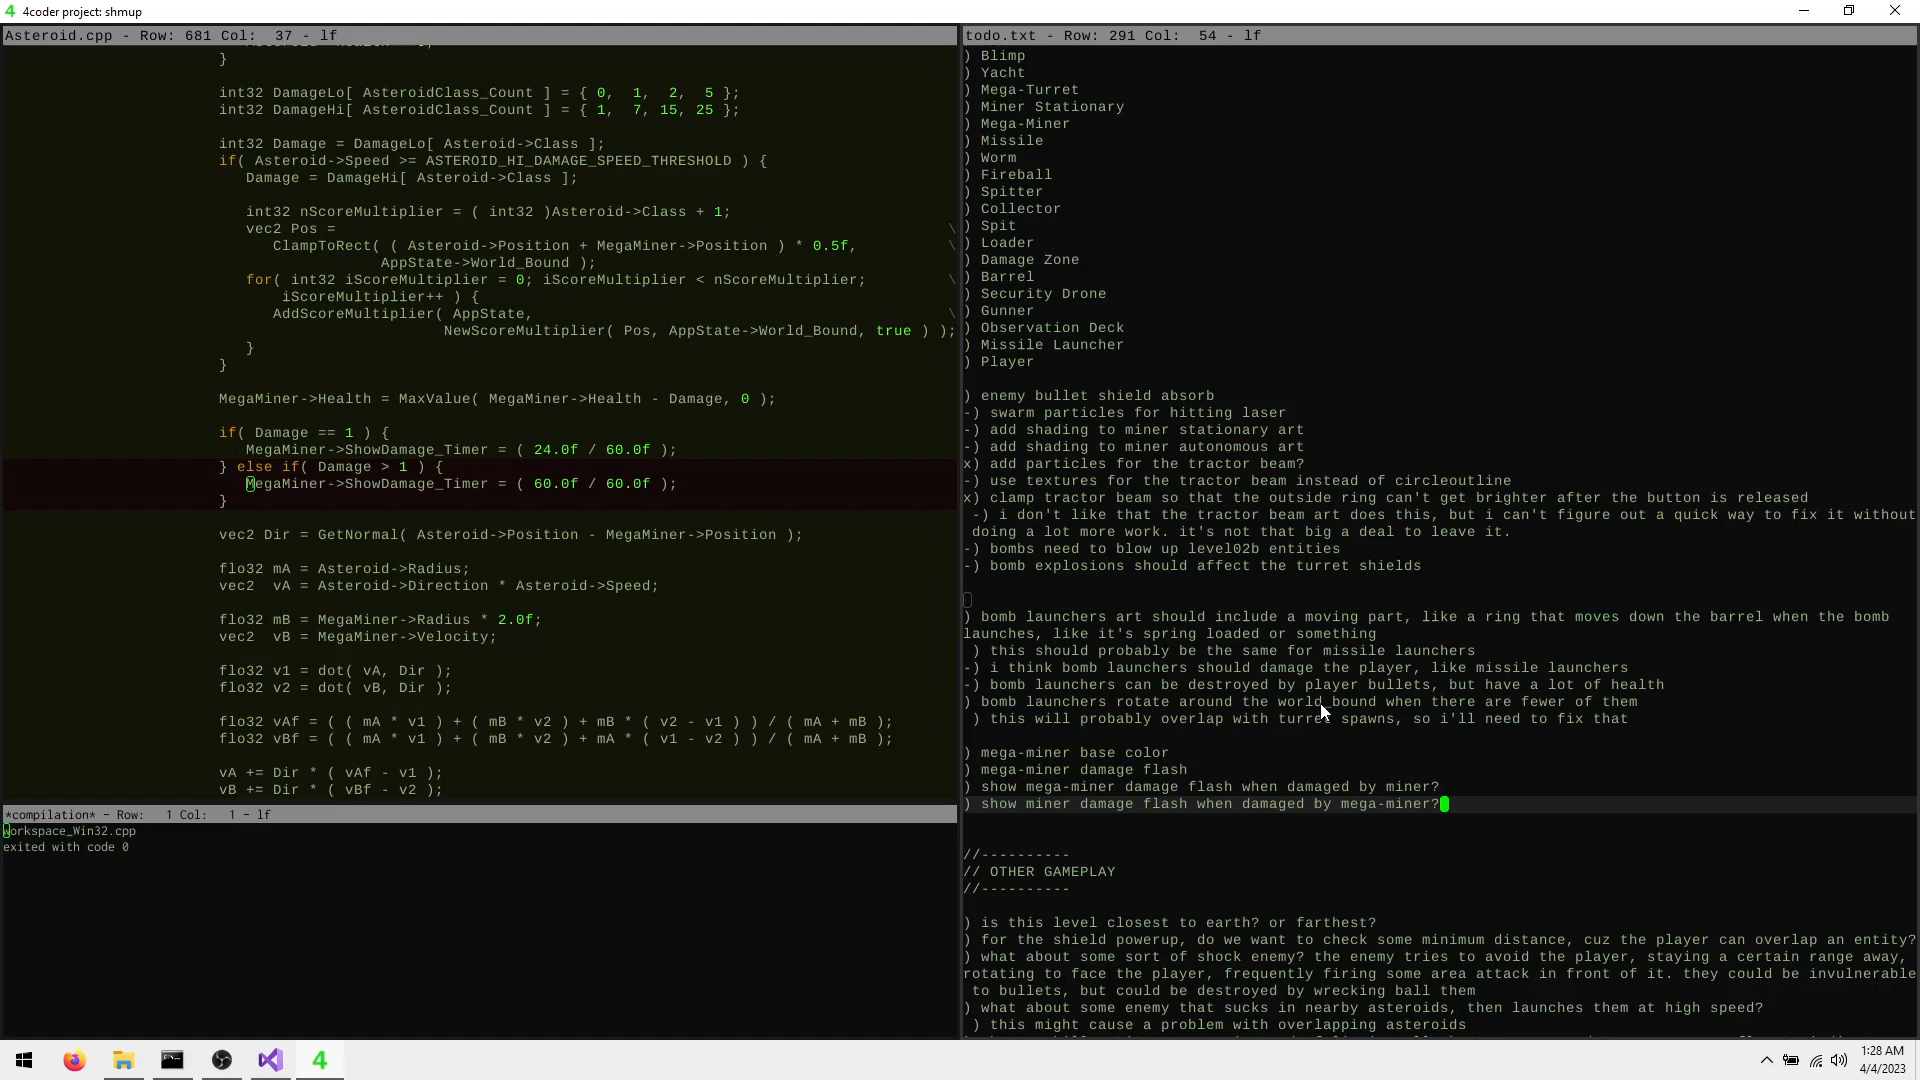 4coder project: shmup
Asteroid.cpp - Row: 681 Col:  37 - lf
}
int32 DamageLo[ AsteroidClass_Count ] = { 0,  1,  2,  5 };
int32 DamageHi[ AsteroidClass_Count ] = { 1,  7, 15, 25 };
int32 Damage = DamageLo[ Asteroid->Class ];
if( Asteroid->Speed >= ASTEROID_HI_DAMAGE_SPEED_THRESHOLD ) {
Damage = DamageHi[ Asteroid->Class ];
int32 nScoreMultiplier = ( int32 )Asteroid->Class + 1;
vec2 Pos = \
ClampToRect( ( Asteroid->Position + MegaMiner->Position ) * 0.5f, \
AppState->World_Bound );
for( int32 iScoreMultiplier = 0; iScoreMultiplier < nScoreMultiplier; \
iScoreMultiplier++ ) {
AddScoreMultiplier( AppState, \
NewScoreMultiplier( Pos, AppState->World_Bound, true ) );
}
}
MegaMiner->Health = MaxValue( MegaMiner->Health - Damage, 0 );
if( Damage == 1 ) {
MegaMiner->ShowDamage_Timer = ( 24.0f / 60.0f );
} else if( Damage > 1 ) {
MegaMiner->ShowDamage_Timer = ( 60.0f / 60.0f );
}
vec2 Dir = GetNormal( Asteroid->Position - MegaMiner->Position );
flo32 mA = Asteroid->Radius;
vec2  vA = Asteroid->Direction * Asteroid->Speed;
flo32 mB = MegaMiner->Radius * 2.0f;
vec2  vB = MegaMiner->Velocity;
flo32 v1 = dot( vA, Dir );
flo32 v2 = dot( vB, Dir );
flo32 vAf = ( ( mA * v1 ) + ( mB * v2 ) + mB * ( v2 - v1 ) ) / ( mA + mB );
flo32 vBf = ( ( mA * v1 ) + ( mB * v2 ) + mA * ( v1 - v2 ) ) / ( mA + mB );
vA += Dir * ( vAf - v1 );
vB += Dir * ( vBf - v2 );
*compilation* - Row:   1 Col:   1 - lf
workspace_Win32.cpp
exited with code 0
todo.txt - Row: 291 Col:  54 - lf
) Blimp
) Yacht
) Mega-Turret
) Miner Stationary
) Mega-Miner
) Missile
) Worm
) Fireball
) Spitter
) Collector
) Spit
) Loader
) Damage Zone
) Barrel
) Security Drone
) Gunner
) Observation Deck
) Missile Launcher
) Player
) enemy bullet shield absorb
-) swarm particles for hitting laser
-) add shading to miner stationary art
-) add shading to miner autonomous art
x) add particles for the tractor beam?
-) use textures for the tractor beam instead of circleoutline
x) clamp tractor beam so that the outside ring can't get brighter after the button is released
-) i don't like that the tractor beam art does this, but i can't figure out a quick way to fix it without
doing a lot more work. it's not that big a deal to leave it.
-) bombs need to blow up level02b entities
-) bomb explosions should affect the turret shields
) bomb launchers art should include a moving part, like a ring that moves down the barrel when the bomb
launches, like it's spring loaded or something
) this should probably be the same for missile launchers
-) i think bomb launchers should damage the player, like missile launchers
-) bomb launchers can be destroyed by player bullets, but have a lot of health
) bomb launchers rotate around the world_bound when there are fewer of them
) this will probably overlap with turret spawns, so i'll need to fix that
) mega-miner base color
) mega-miner damage flash
) show mega-miner damage flash when damaged by miner?
) show miner damage flash when damaged by mega-miner?
//----------
// OTHER GAMEPLAY
//----------
) is this level closest to earth? or farthest?
) for the shield powerup, do we want to check some minimum distance, cuz the player can overlap an entity?
) what about some sort of shock enemy? the enemy tries to avoid the player, staying a certain range away,
rotating to face the player, frequently firing some area attack in front of it. they could be invulnerable
to bullets, but could be destroyed by wrecking ball them
) what about some enemy that sucks in nearby asteroids, then launches them at high speed?
) this might cause a problem with overlapping asteroids
4
1:28 AM
4/4/2023